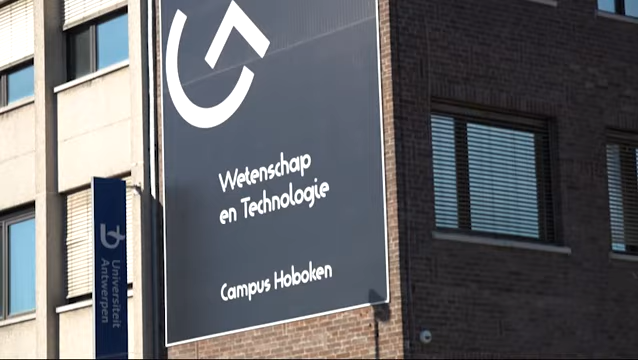 Wetenschap
en Technologie
Campus Hoboken
Universiteit
Antwerpen